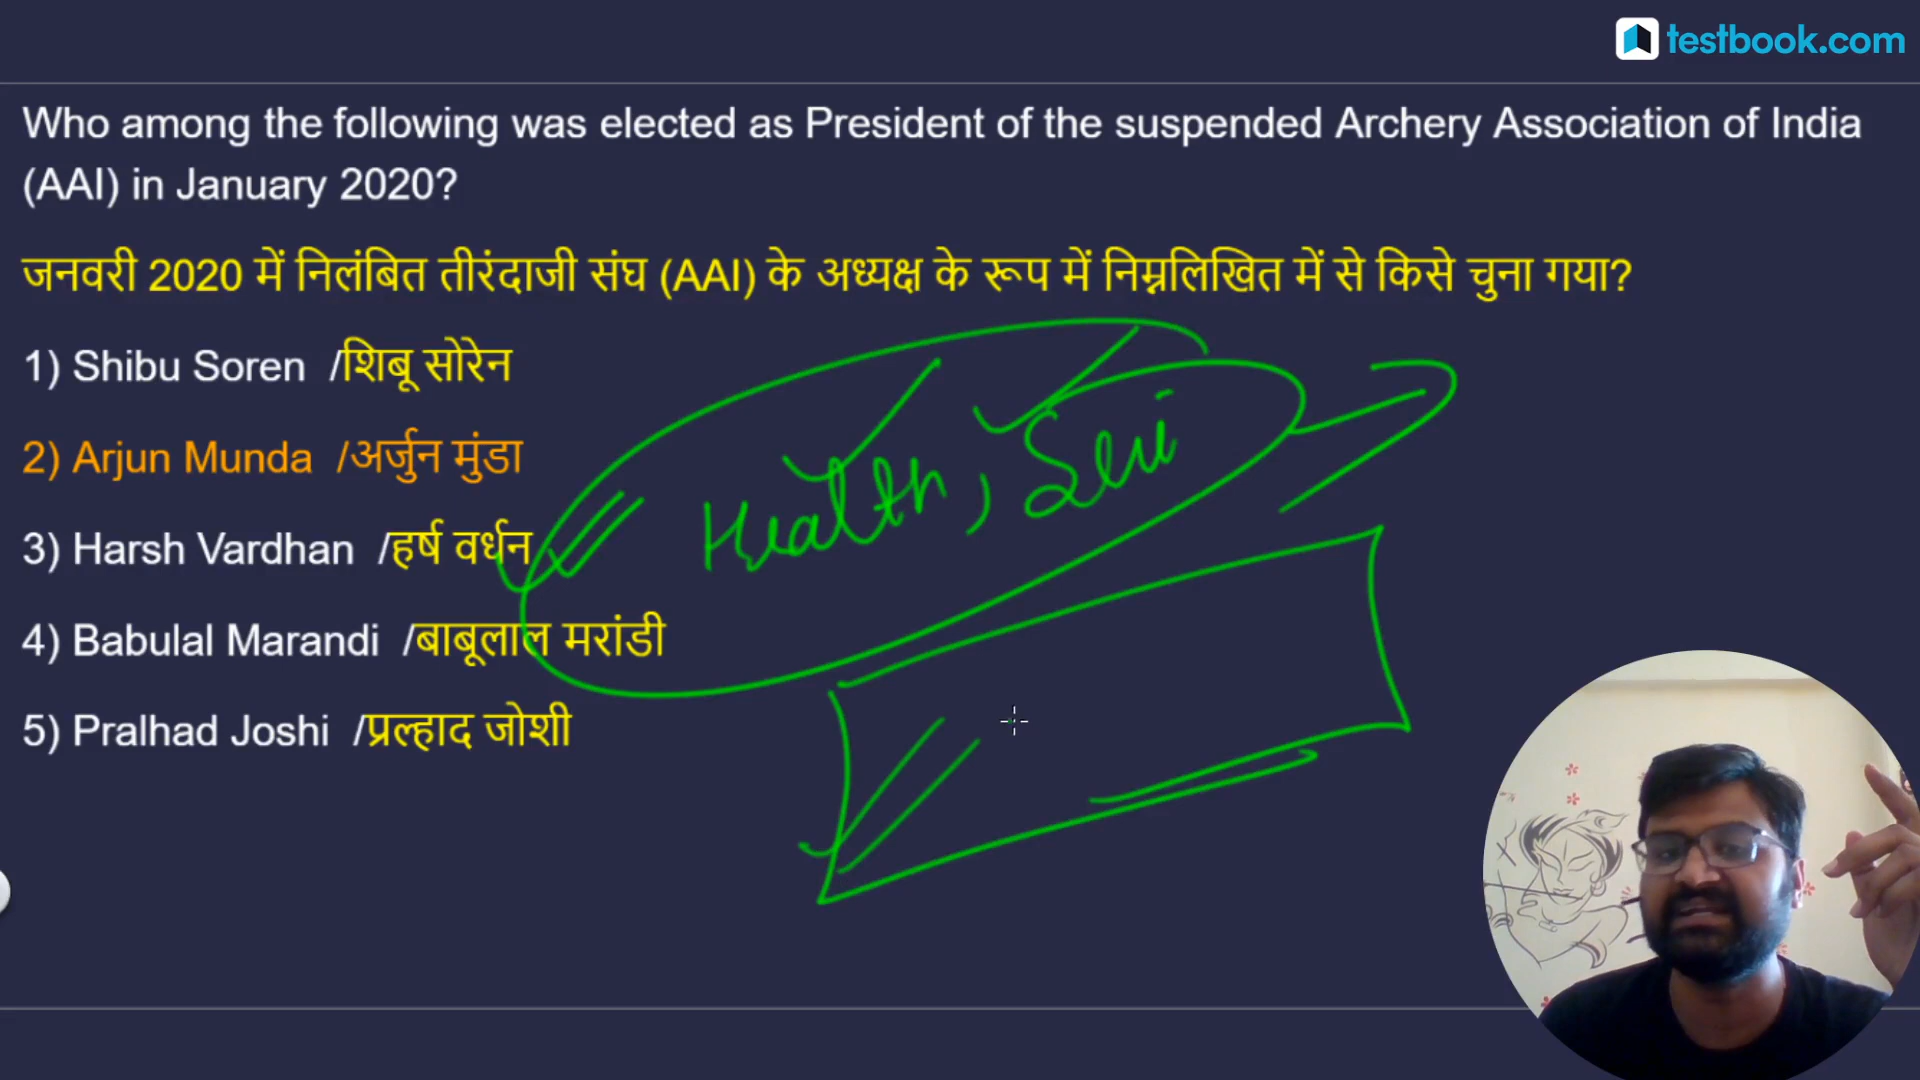 testbook.com
Who among the following was elected as President of the suspended Archery Association of India
(AAI) in January 2020?
जनवरी 2020 में निलंबित तीरंदाजी संघ (AAI) के अध्यक्ष के रूप में निम्नलिखित में से किसे चुना गया?
1) Shibu Soren /शिबू सोरेन
2) Arjun Munda /अर्जुन मुंडा
3) Harsh Vardhan /हर्ष वर्धन
Health,
4) Babulal Marandi /बाबूलाल मरांडी
5) Pralhad Joshi /प्रल्हाद जोशी